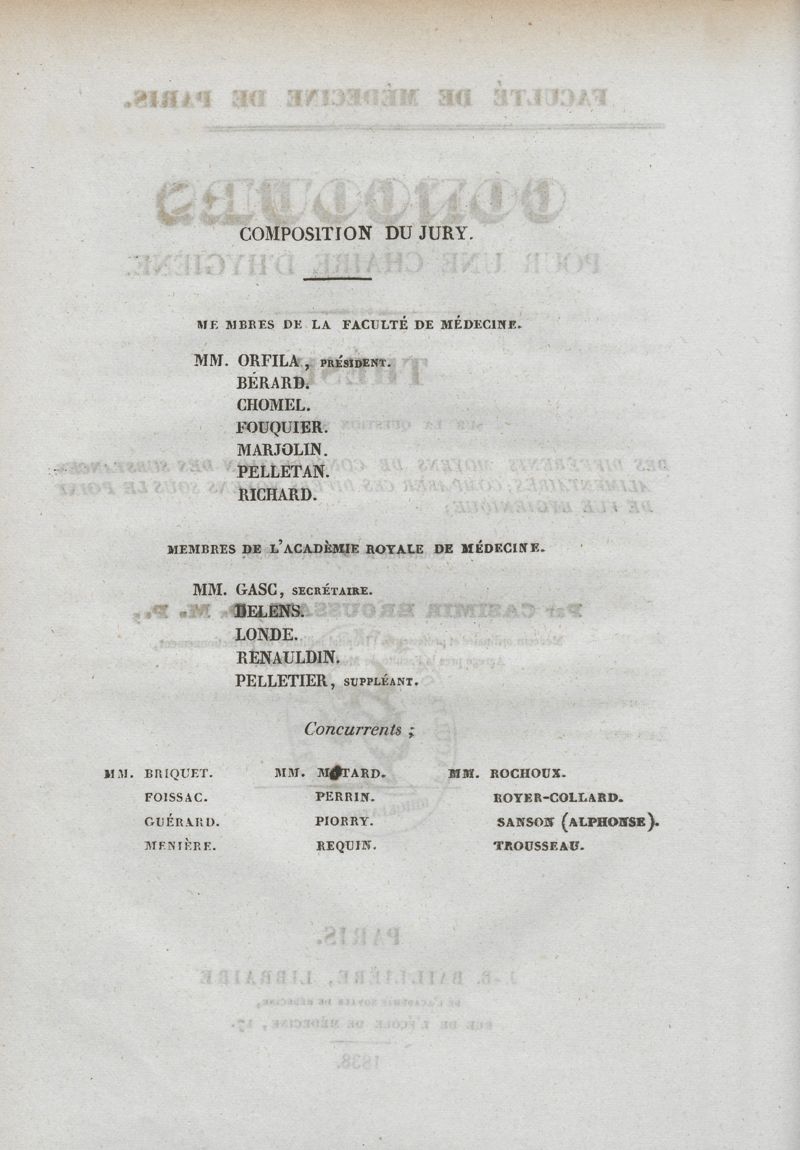 COMPOSITION DU JURY.
MEMBRES DE LA FACULTÉ DE MÉDECINE.
MM. ORFILA, PRÉSIDENT.
BÉRARD.
CHOMEL.
FOUQUIER.
MARJOLIN.
PELLETAN.
RICHARD.
MEMBRES DE L'ACADÈMIE ROYALE DE MÉDECINE.
MM. GASC, SECRÉTAIRE.
DELENS.
LONDE.
RENAULDIN.
PELLETIER, SUPPLÉANT.
Concurrents ;
MM. BRIQUET. MM. MOTARD. MM. ROCHOUX.
FOISSAC. PERRIN. ROYER-COLLARD.
GUÉRARD. PIORRY. SANSON (ALPHONSE).
MENIÈRE. REQUIN. TROUSSEAU.